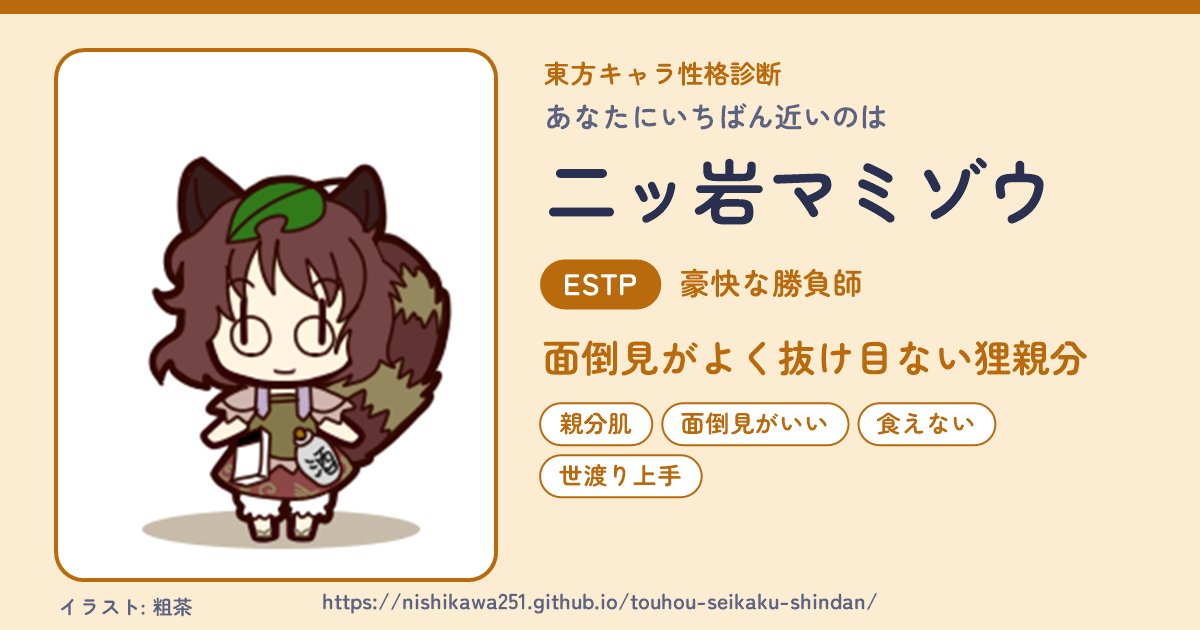 東方キャラ性格診断
あなたにいちばん近いのは
二ッ岩マミゾウ
ESTP 豪快な勝負師
面倒見がよく抜け目ない狸親分
親分肌 面倒見がいい 食えない
世渡り上手
酒
イラスト: 粗茶
https://nishikawa251.github.io/touhou-seikaku-shindan/